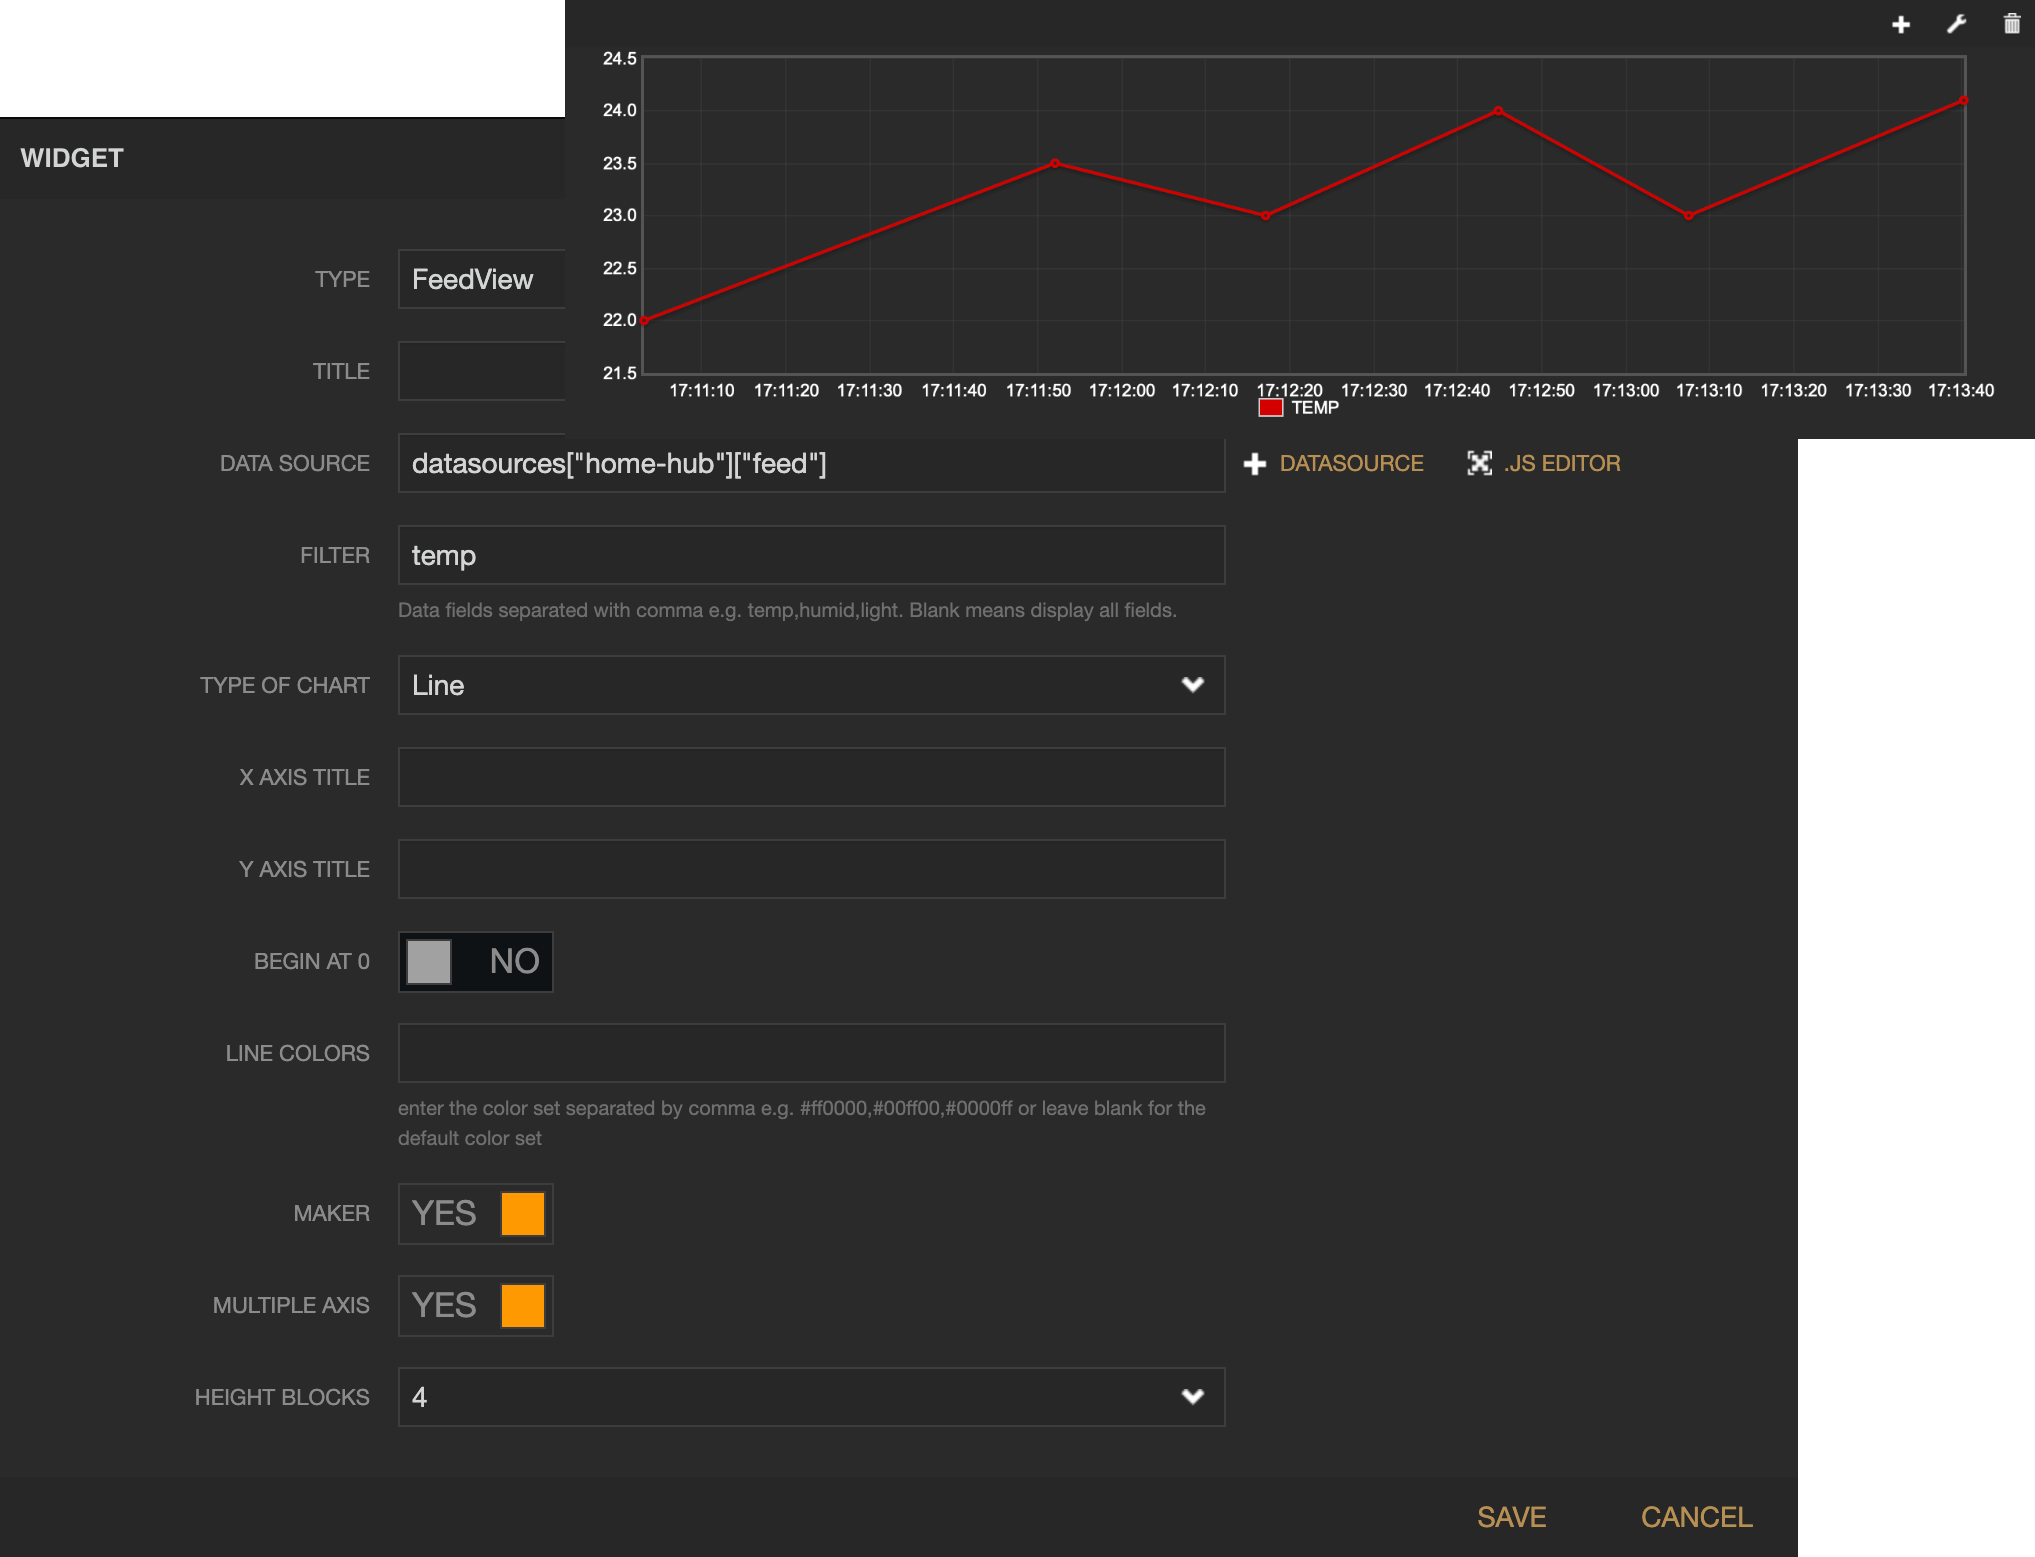 24.5
24.0
23.5
23.0
22.5
22.0
21.5
17:11:10 17:11:20 17:11:30 17:11:40 17:11:50 17:12:00 17:12:10 17:12:20 17:12:30 17:12:40 17:12:50 17:13:00 17:13:10 17:13:20 17:13:30 17:13:40
TEMP
WIDGET
TYPE FeedView
TITLE
DATA SOURCE datasources["home-hub"]["feed"] DATASOURCE .JS EDITOR
FILTER temp
Data fields separated with comma e.g. temp,humid,light. Blank means display all fields.
TYPE OF CHART Line
X AXIS TITLE
Y AXIS TITLE
BEGIN AT 0 NO
LINE COLORS
enter the color set separated by comma e.g. #ff0000,#00ff00,#0000ff or leave blank for the
default color set
MAKER YES
MULTIPLE AXIS YES
HEIGHT BLOCKS 4
SAVE CANCEL